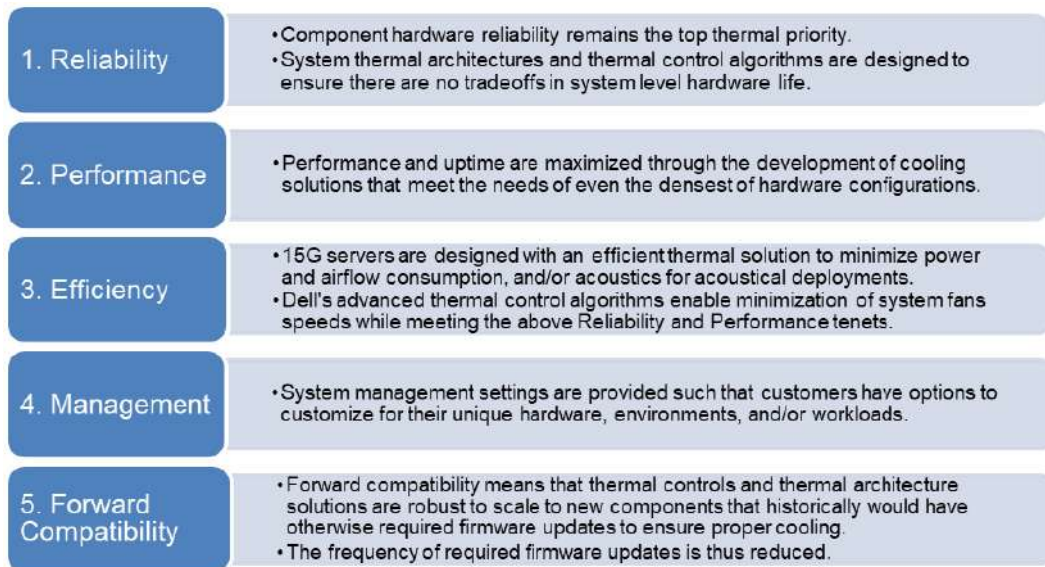 1. Reliability
•Component hardware reliability remains the top thermal priority.
•System thermal architectures and thermal control algorithms are designed to
ensure there are no tradeoffs in system level hardware life.
2. Performance
•Performance and uptime are maximized through the development of cooling
solutions that meet the needs of even the densest of hardware configurations.
3. Efficiency
•15G servers are designed with an efficient thermal solution to minimize power
and airflow consumption, and/or acoustics for acoustical deployments.
•Dell's advanced thermal control algorithms enable minimization of system fans
speeds while meeting the above Reliability and Performance tenets.
4. Management
•System management settings are provided such that customers have options to
customize for their unique hardware, environments, and/or workloads.
5. Forward
Compatibility
•Forward compatibility means that thermal controls and thermal architecture
solutions are robust to scale to new components that historically would have
otherwise required firmware updates to ensure proper cooling.
•The frequency of required firmware updates is thus reduced.